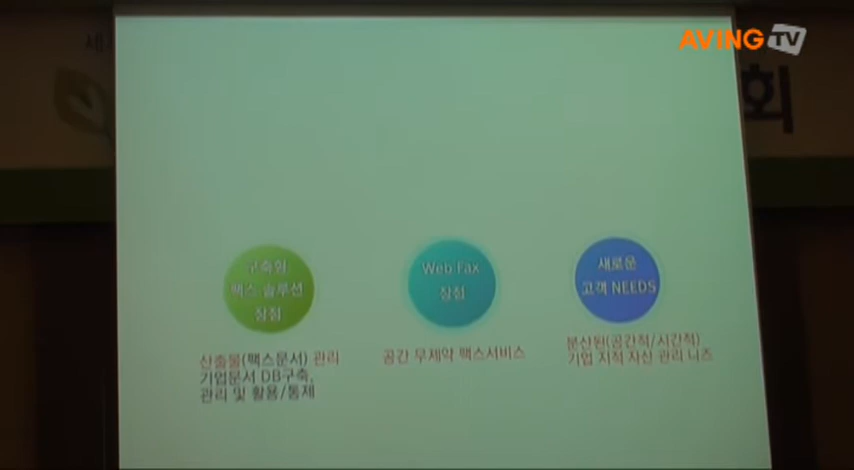 AVING TV
세
회
구축형
팩스 솔루션
장점
Web Fax
장점
새로운
고객 NEEDS
산출물(팩스문서) 관리
기업문서 DB구축,
관리 및 활용/통제
공간 무제약 팩스서비스
분산된(공간적/시간적)
기업 지적 자산 관리 니즈